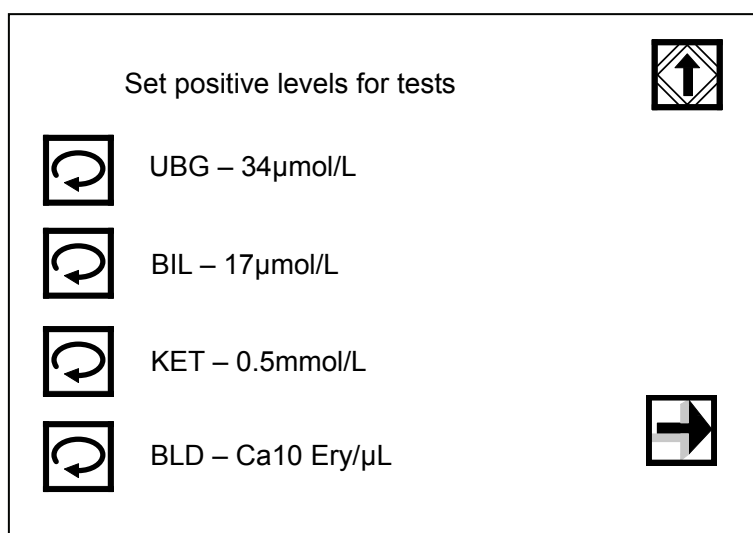 Set positive levels for tests
UBG – 34µmol/L
BIL – 17µmol/L
KET – 0.5mmol/L
BLD – Ca10 Ery/µL